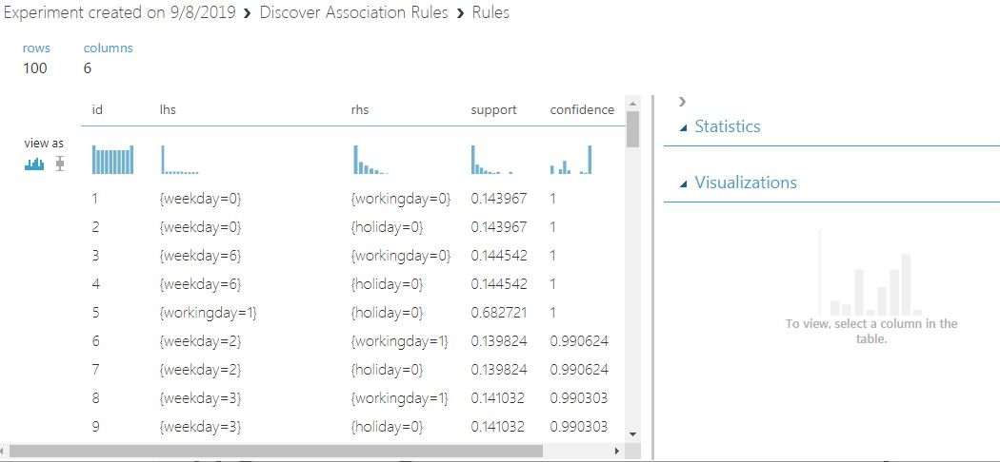 Experiment created on 9/8/2019 › Discover Association Rules › Rules
rows columns
100 6
id lhs rhs support confidence
view as
1 {weekday=0} {workingday=0} 0.143967 1
2 {weekday=0} {holiday=0} 0.143967 1
3 {weekday=6} {workingday=0} 0.144542 1
4 {weekday=6} {holiday=0} 0.144542 1
5 {workingday=1} {holiday=0} 0.682721 1
6 {weekday=2} {workingday=1} 0.139824 0.990624
7 {weekday=2} {holiday=0} 0.139824 0.990624
8 {weekday=3} {workingday=1} 0.141032 0.990303
9 {weekday=3} {holiday=0} 0.141032 0.990303
Statistics
Visualizations
To view, select a column in the
table.